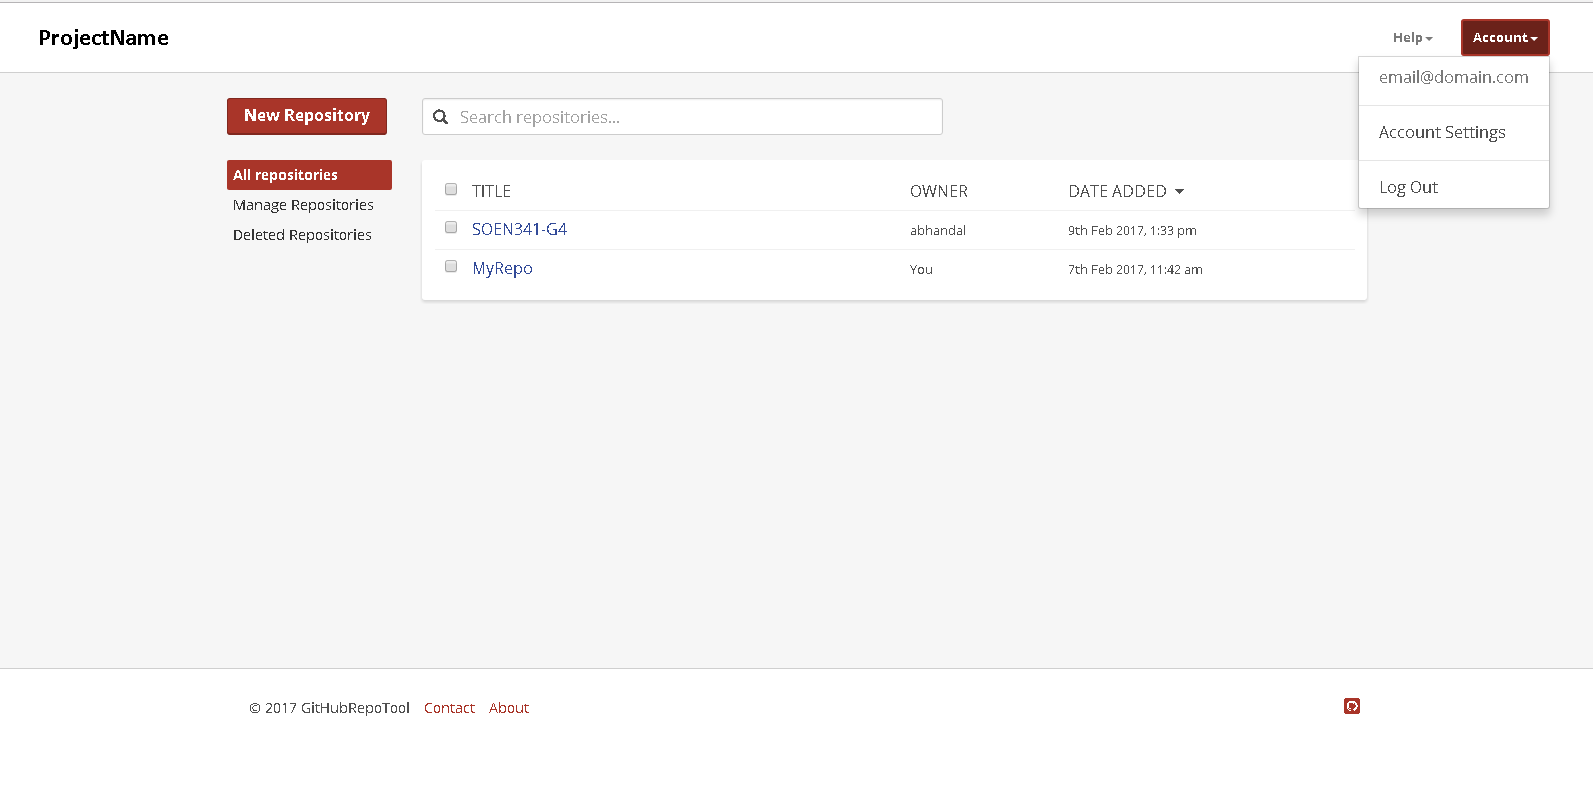 ProjectName
Help
Account
email@domain.com
Account Settings
Log Out
New Repository
Search repositories...
All repositories
Manage Repositories
Deleted Repositories
TITLE OWNER DATE ADDED
SOEN341-G4 abhandal 9th Feb 2017, 1:33 pm
MyRepo You 7th Feb 2017, 11:42 am
© 2017 GitHubRepoTool Contact About